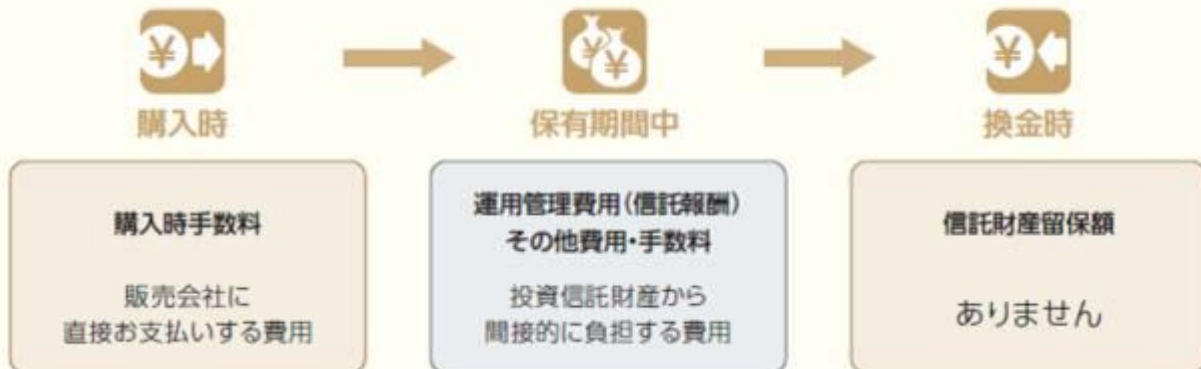 購入時
保有期間中
換金時
購入時手数料
販売会社に
直接お支払いする費用
運用管理費用(信託報酬)
その他費用・手数料
投資信託財産から
間接的に負担する費用
信託財産留保額
ありません